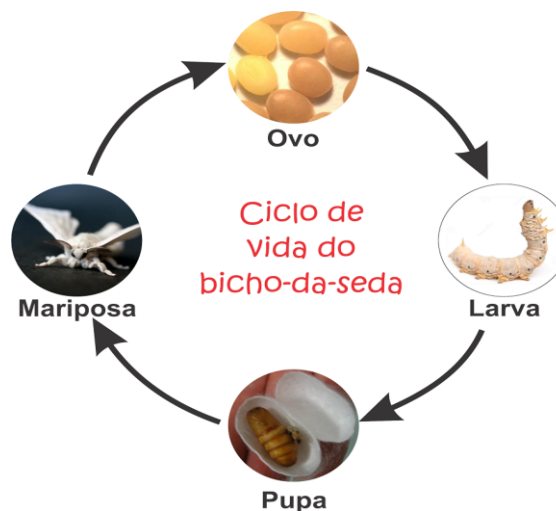 Ovo
Ciclo de
vida do
bicho-da-seda
Mariposa
Larva
Pupa